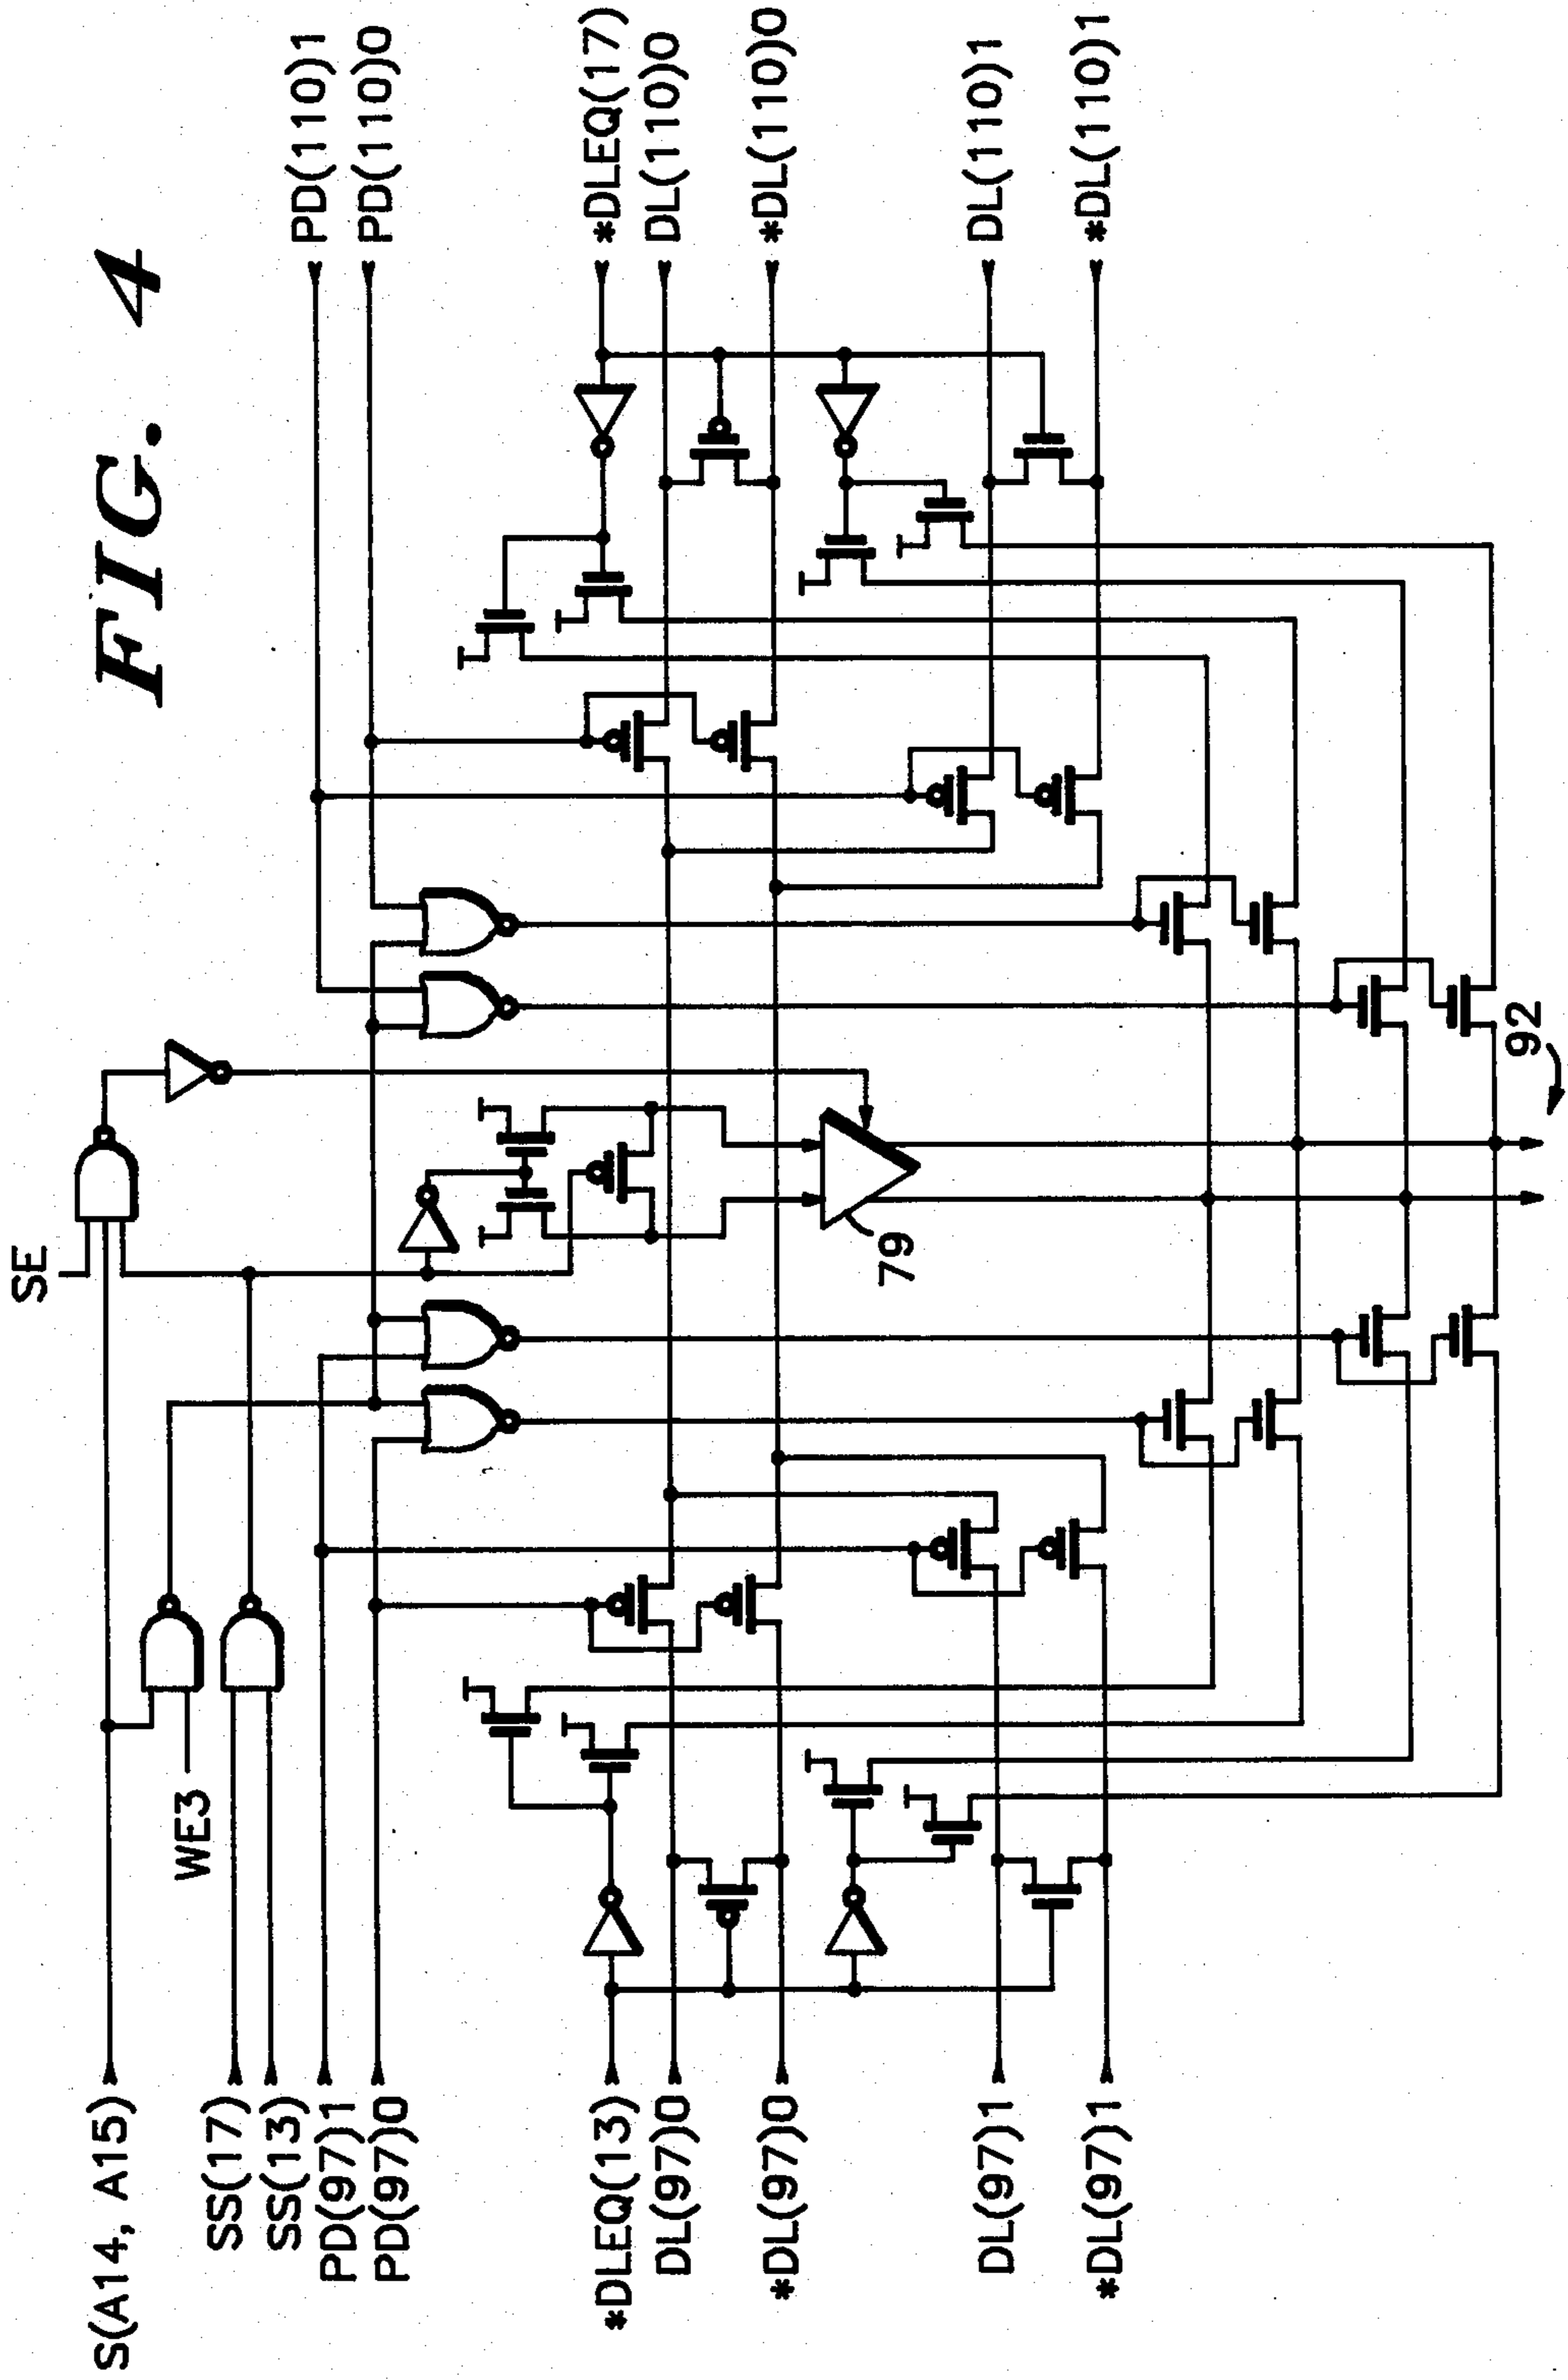 FIG. 4
S(A14, A15)
SE
WE3
SS(17)
SS(13)
PD(97)1
PD(97)0
*DLEQ(13)
DL(97)0
*DL(97)0
DL(97)1
*DL(97)1
79
92
PD(110)1
PD(110)0
*DLEQ(17)
DL(110)0
*DL(110)0
DL(110)1
*DL(110)1